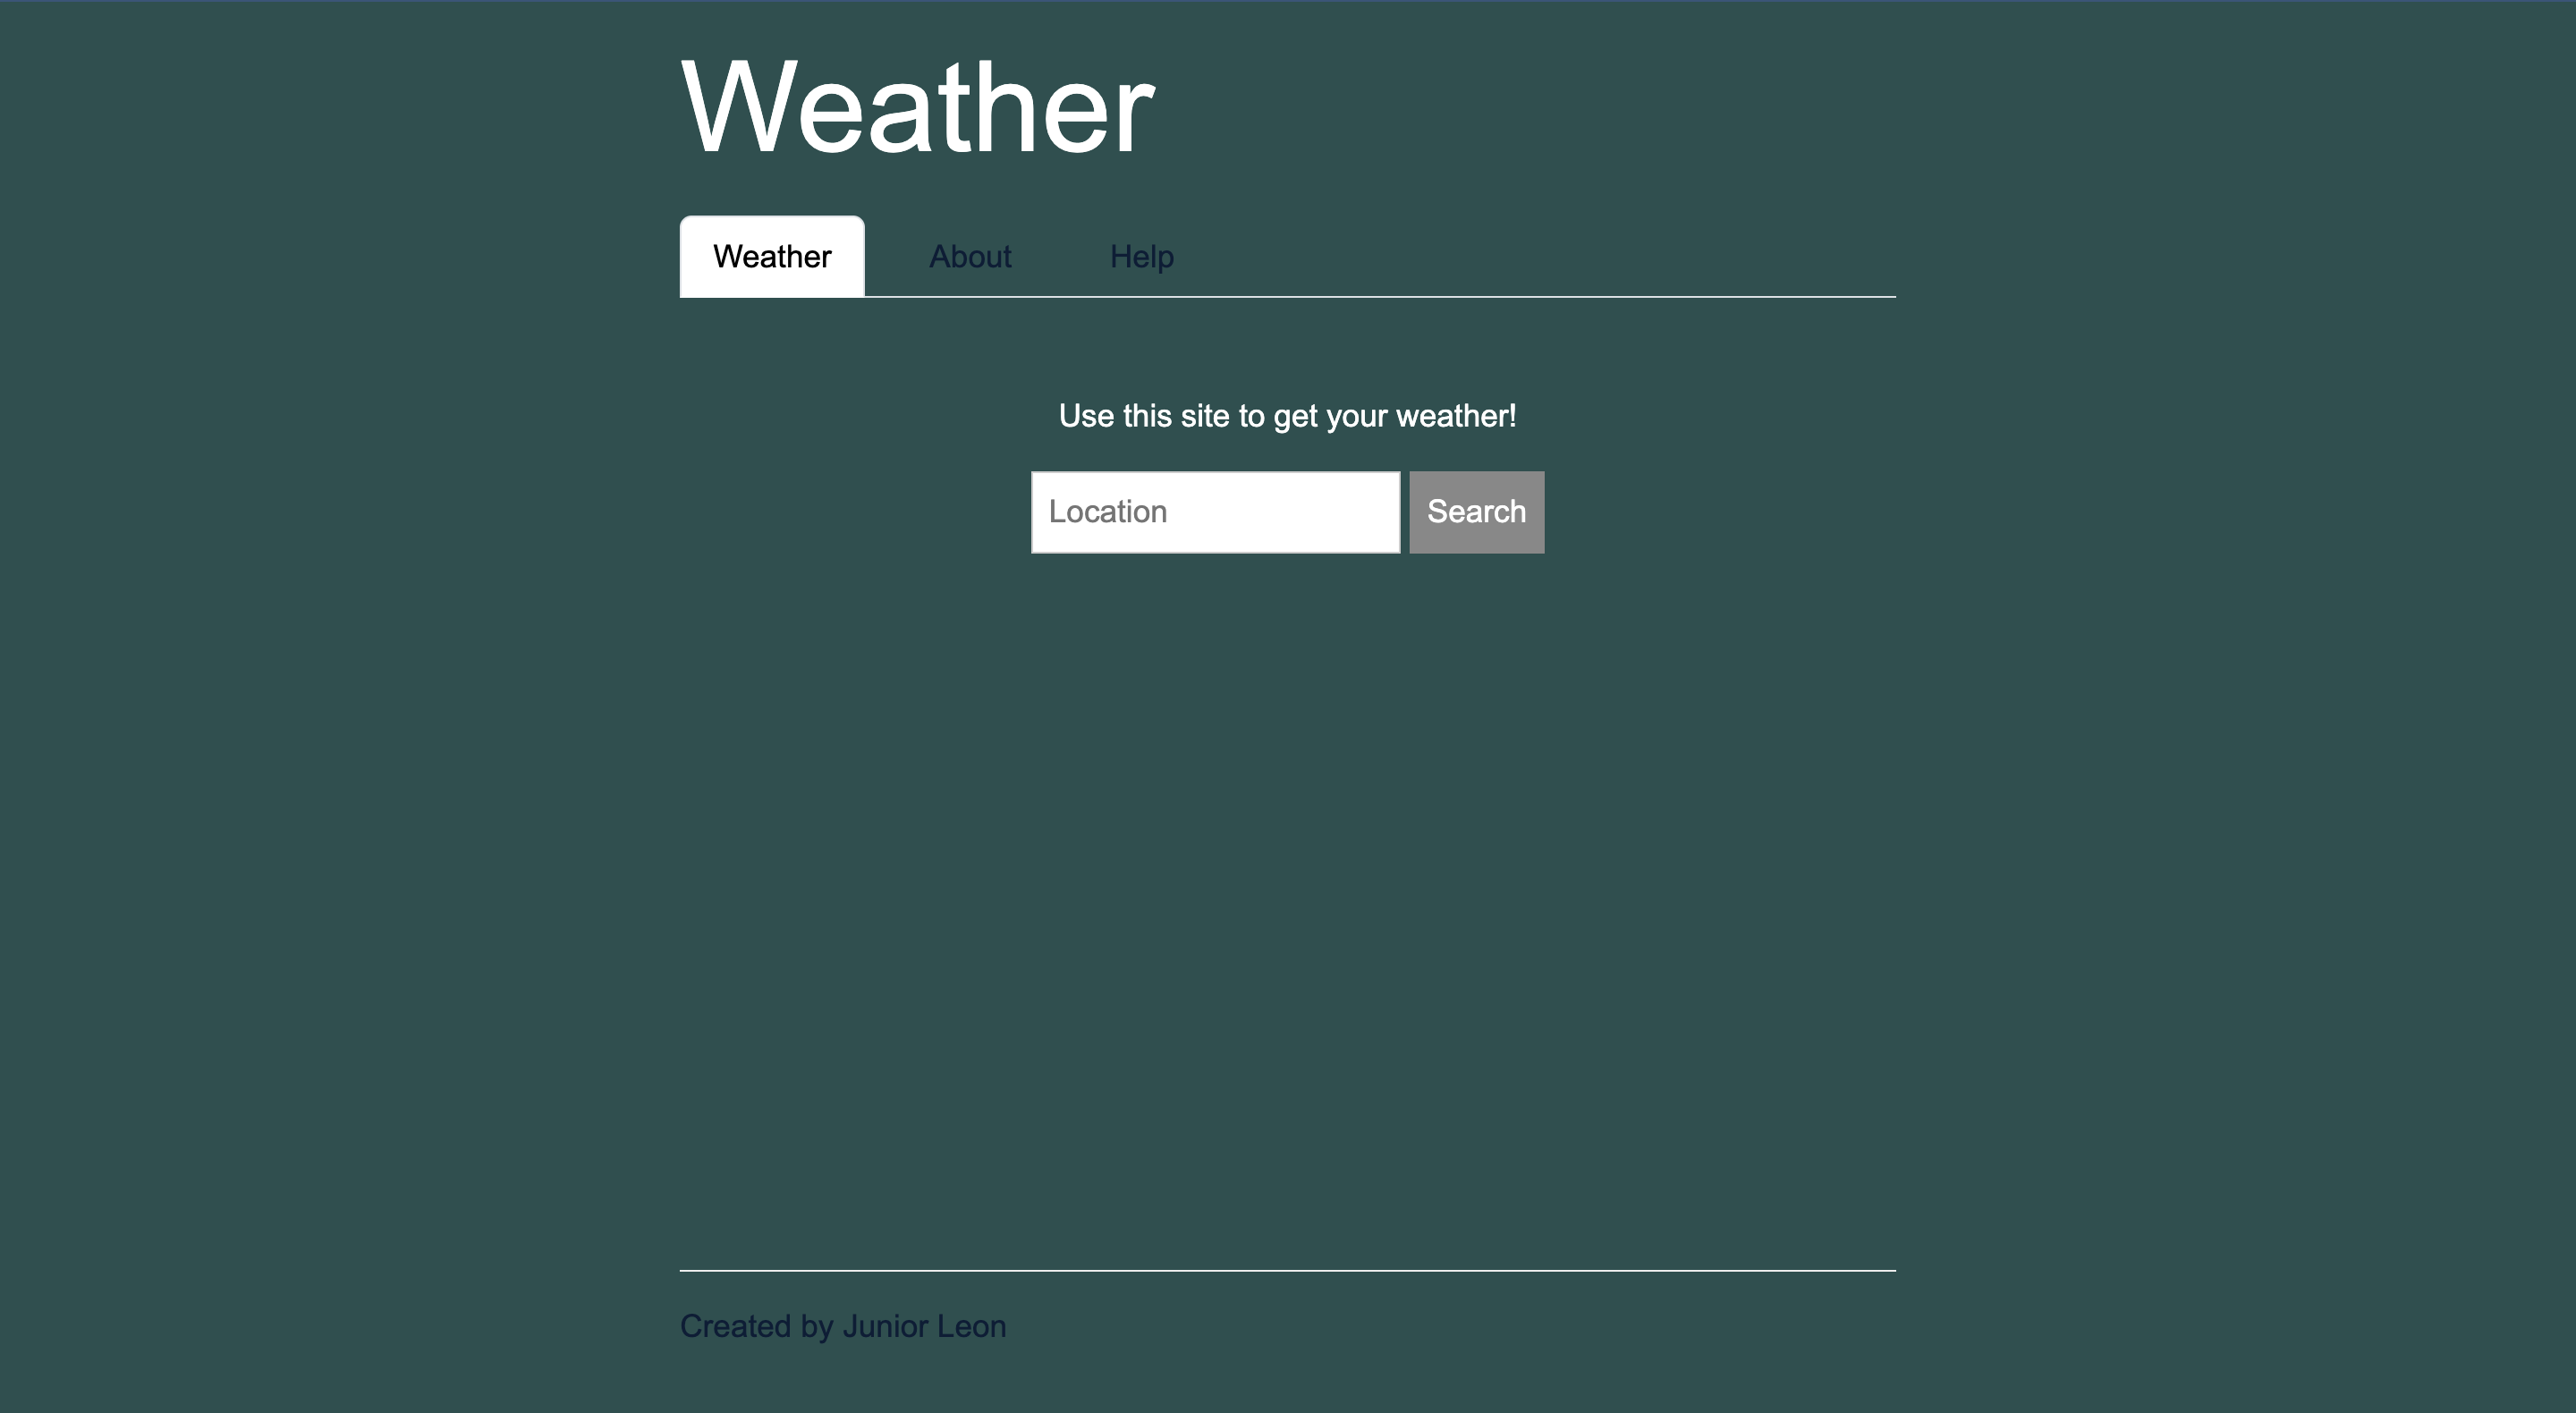 Weather
Weather About Help
Use this site to get your weather!
Location Search
Created by Junior Leon